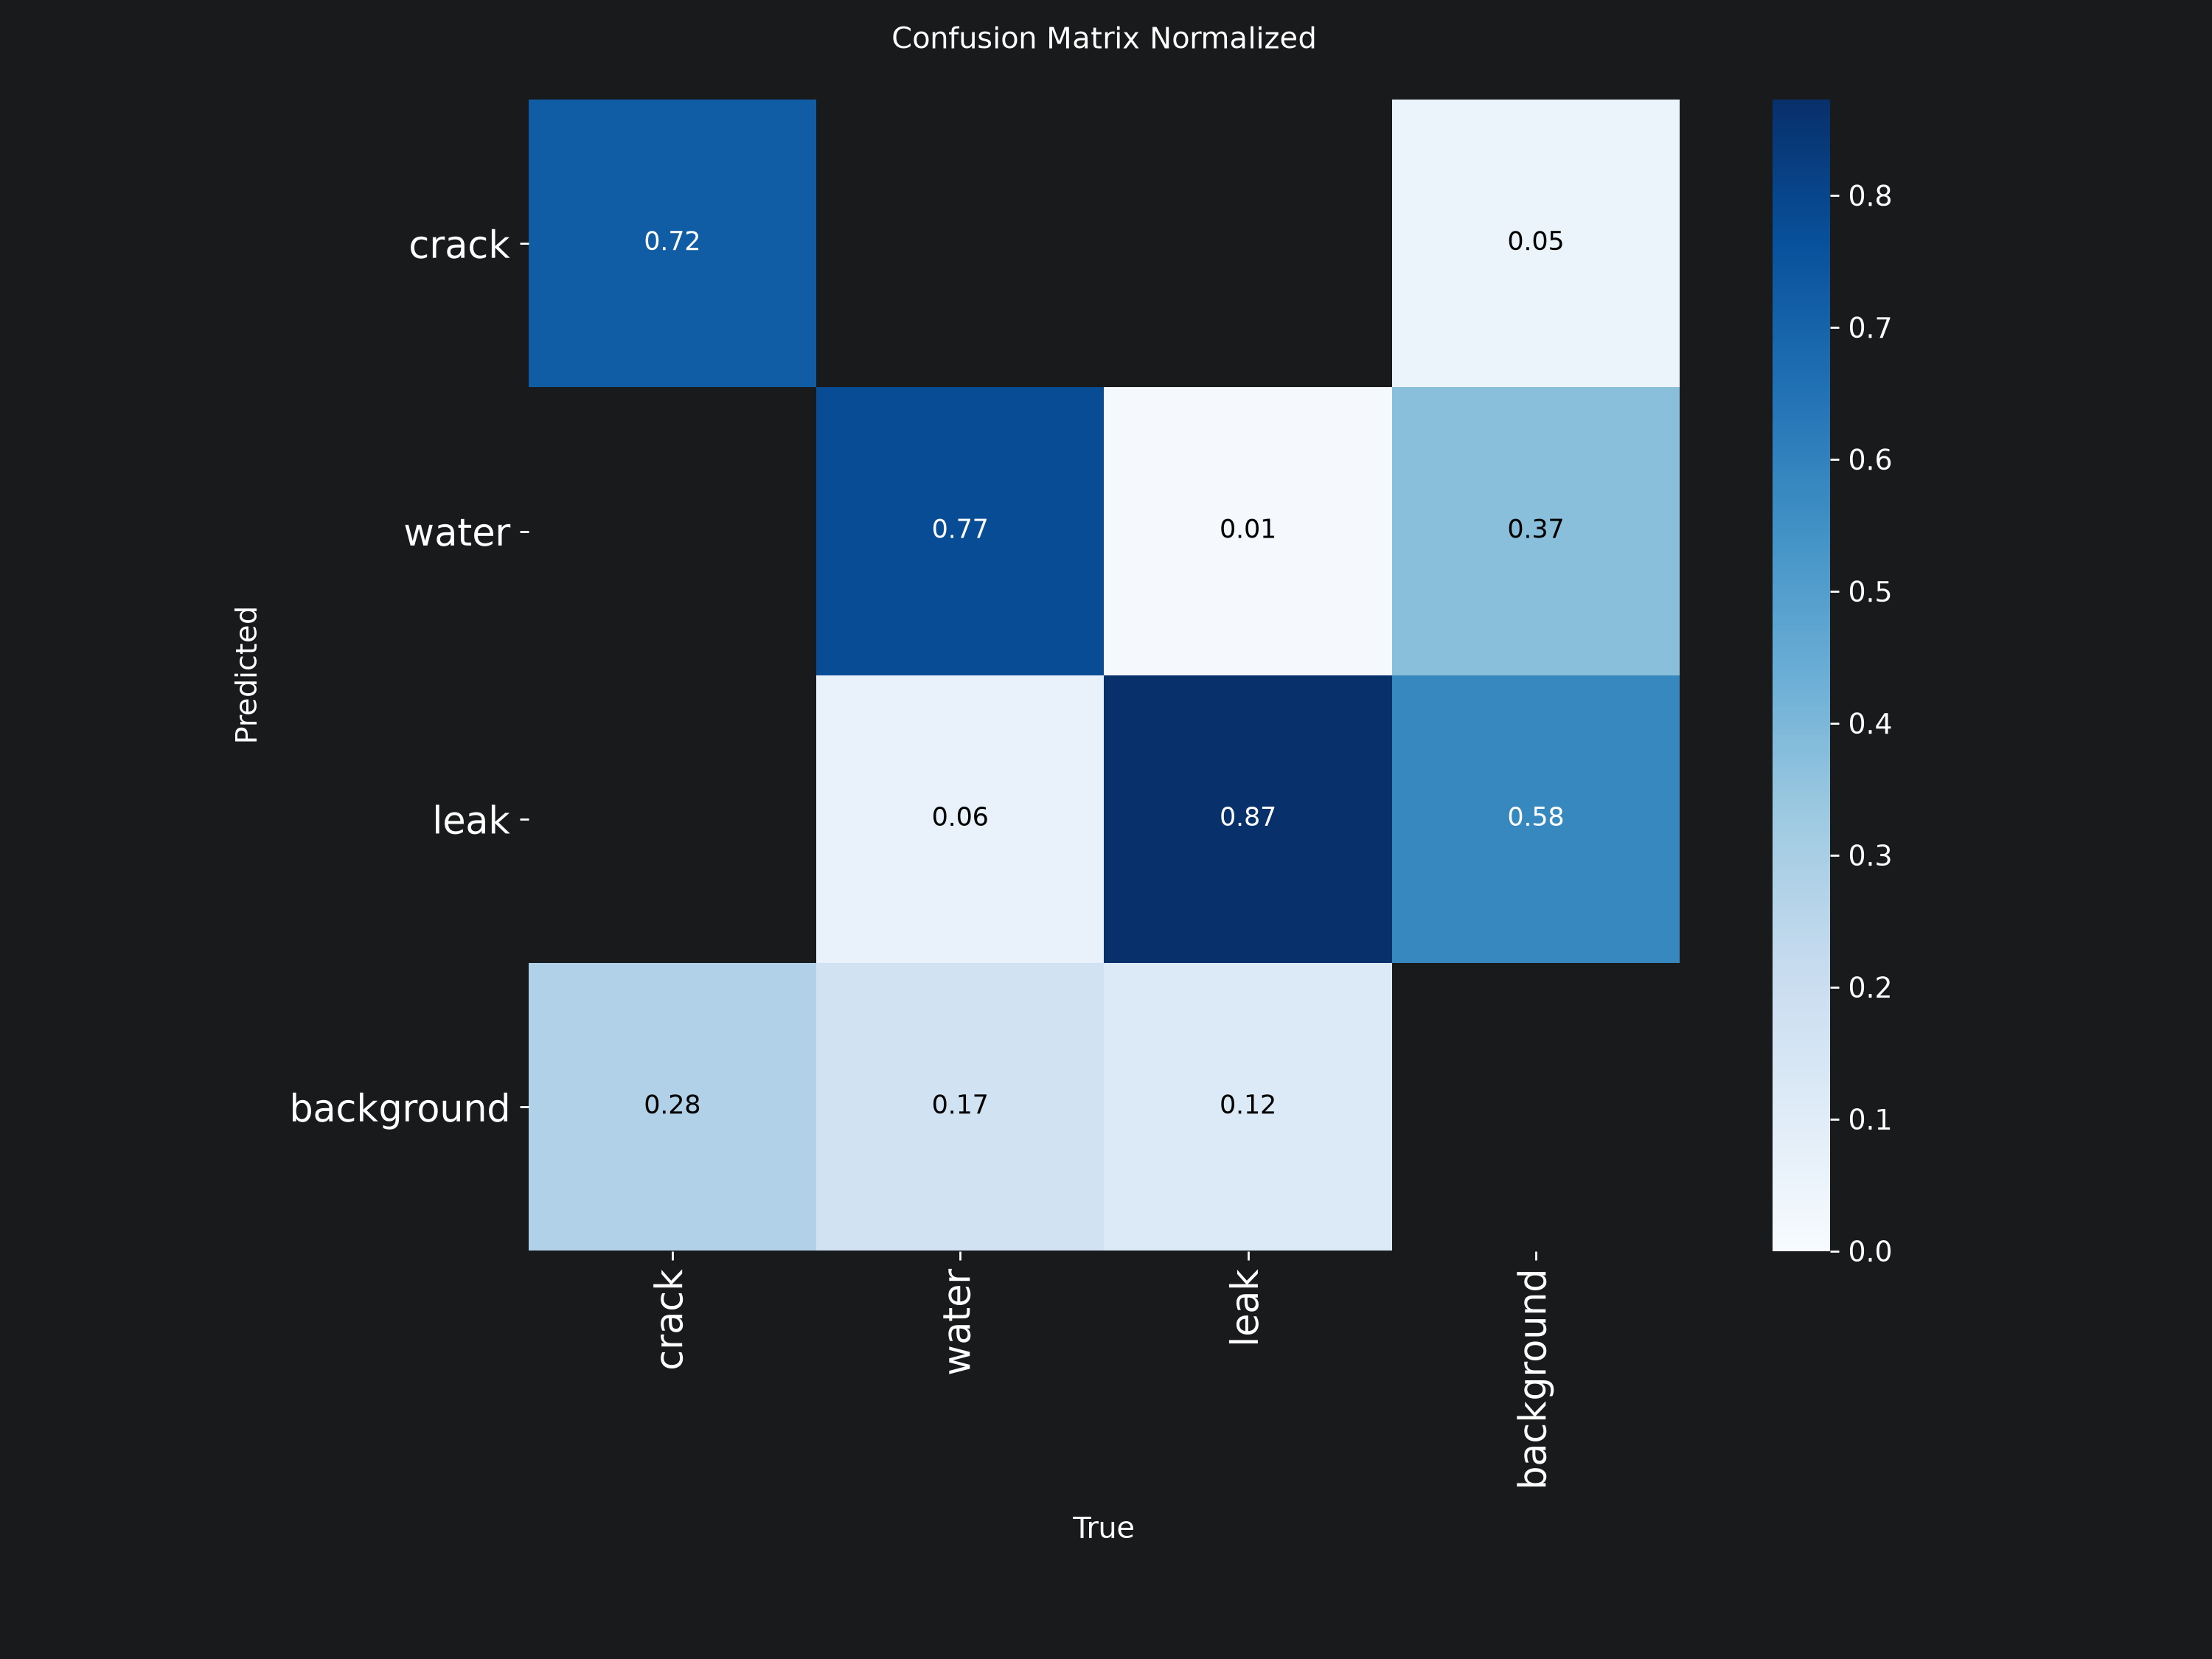 Confusion Matrix Normalized
crack
0.72
0.05
water
0.77
0.01
0.37
leak
0.06
0.87
0.58
background
0.28
0.17
0.12
Predicted
crack
water
leak
background
True
0.8
0.7
0.6
0.5
0.4
0.3
0.2
0.1
0.0